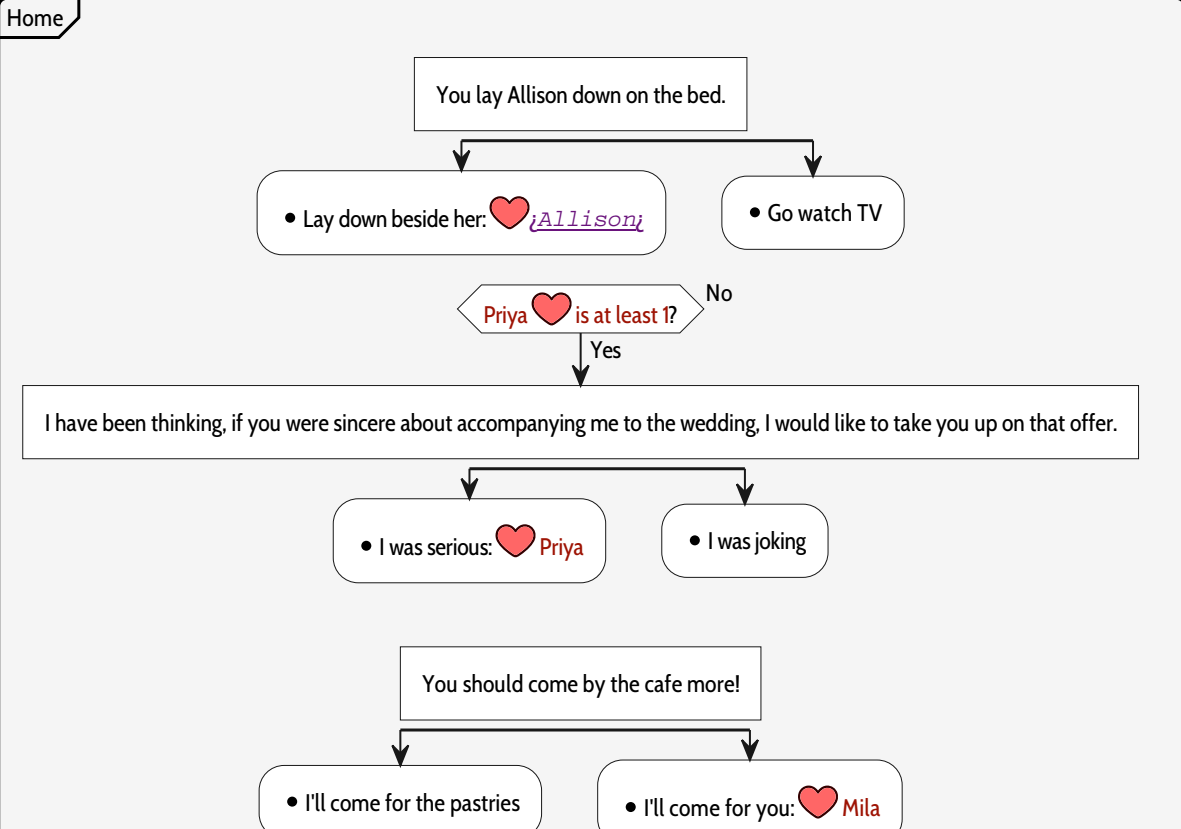 Home
You lay Allison down on the bed.
• Lay down beside her: ¿Allison¿
• Go watch TV
Priya is at least 1?
No
Yes
I have been thinking, if you were sincere about accompanying me to the wedding, I would like to take you up on that offer.
• I was serious: Priya
• I was joking
You should come by the cafe more!
• I'll come for the pastries
• I'll come for you: Mila